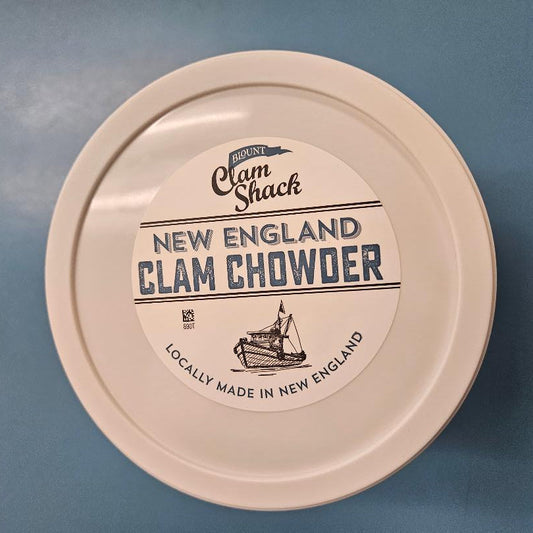 BLOUNT
Clam
Shack
NEW ENGLAND
CLAM CHOWDER
LOCALLY MADE IN NEW ENGLAND